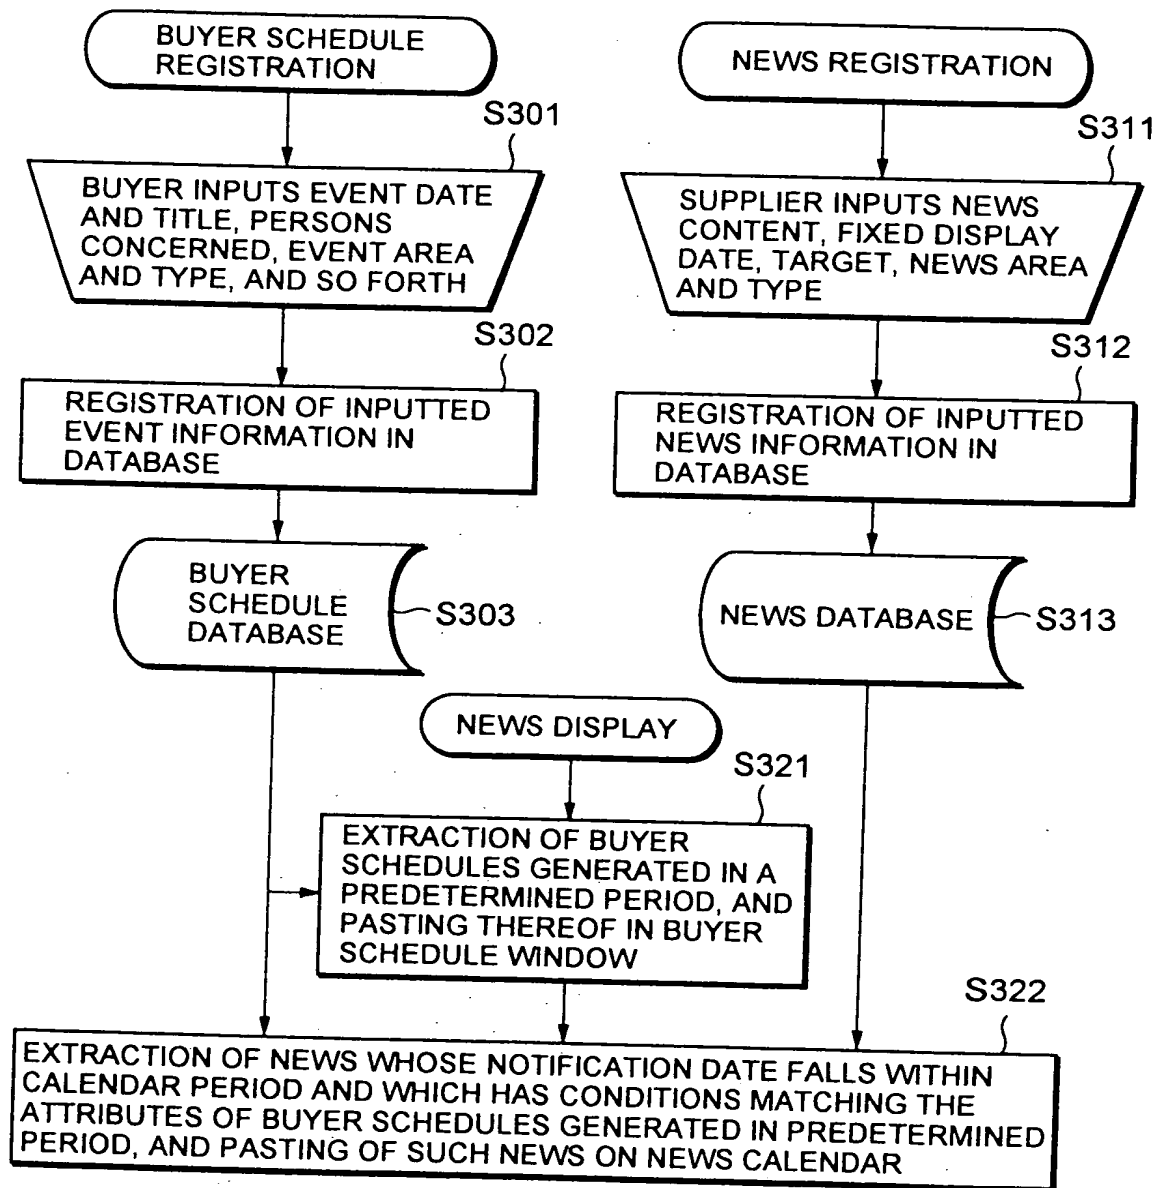 BUYER SCHEDULE
REGISTRATION
S301
BUYER INPUTS EVENT DATE
AND TITLE, PERSONS
CONCERNED, EVENT AREA
AND TYPE, AND SO FORTH
S302
REGISTRATION OF INPUTTED
EVENT INFORMATION IN
DATABASE
BUYER
SCHEDULE
DATABASE
S303
NEWS REGISTRATION
S311
SUPPLIER INPUTS NEWS
CONTENT, FIXED DISPLAY
DATE, TARGET, NEWS AREA
AND TYPE
S312
REGISTRATION OF INPUTTED
NEWS INFORMATION IN
DATABASE
NEWS DATABASE
S313
NEWS DISPLAY
S321
EXTRACTION OF BUYER
SCHEDULES GENERATED IN A
PREDETERMINED PERIOD, AND
PASTING THEREOF IN BUYER
SCHEDULE WINDOW
S322
EXTRACTION OF NEWS WHOSE NOTIFICATION DATE FALLS WITHIN
CALENDAR PERIOD AND WHICH HAS CONDITIONS MATCHING THE
ATTRIBUTES OF BUYER SCHEDULES GENERATED IN PREDETERMINED
PERIOD, AND PASTING OF SUCH NEWS ON NEWS CALENDAR